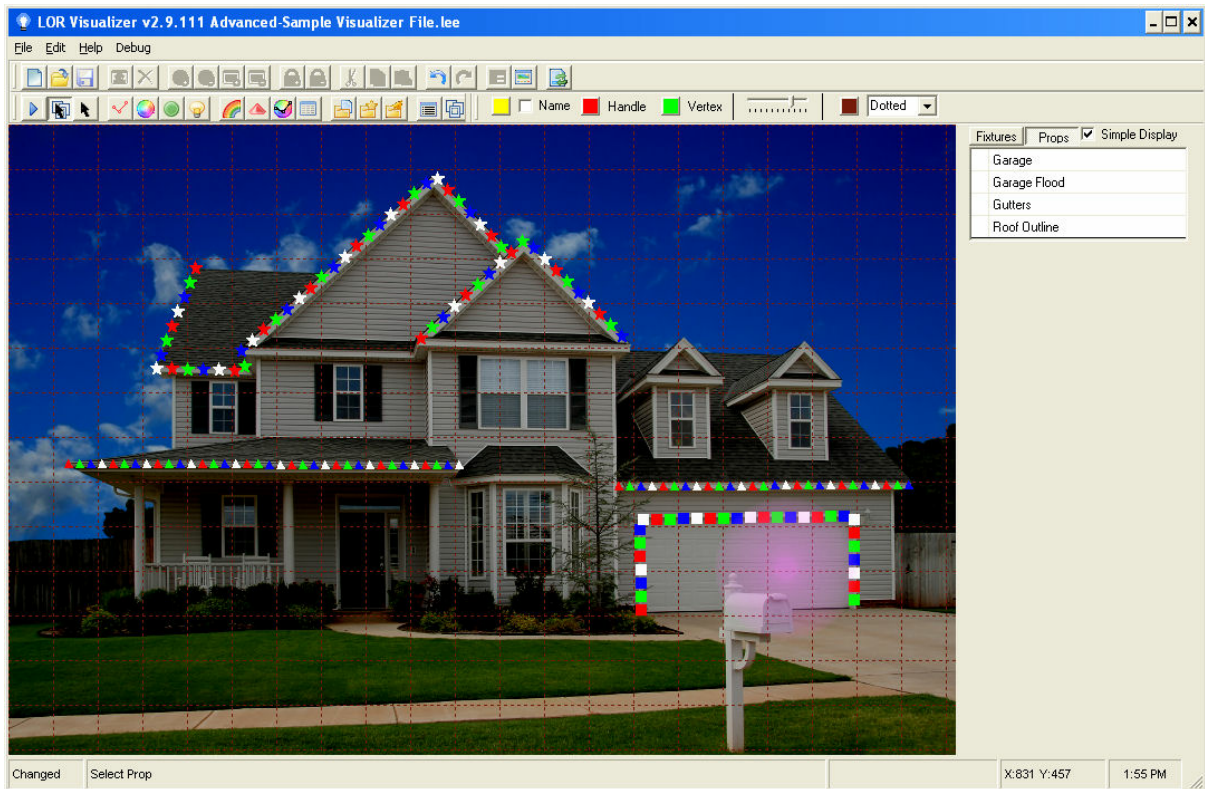 LOR Visualizer v2.9.111 Advanced-Sample Visualizer File.lee
File Edit Help Debug
Name Handle Vertex Dotted
Fixtures Props Simple Display
Garage
Garage Flood
Gutters
Roof Outline
Changed Select Prop X:831 Y:457 1:55 PM